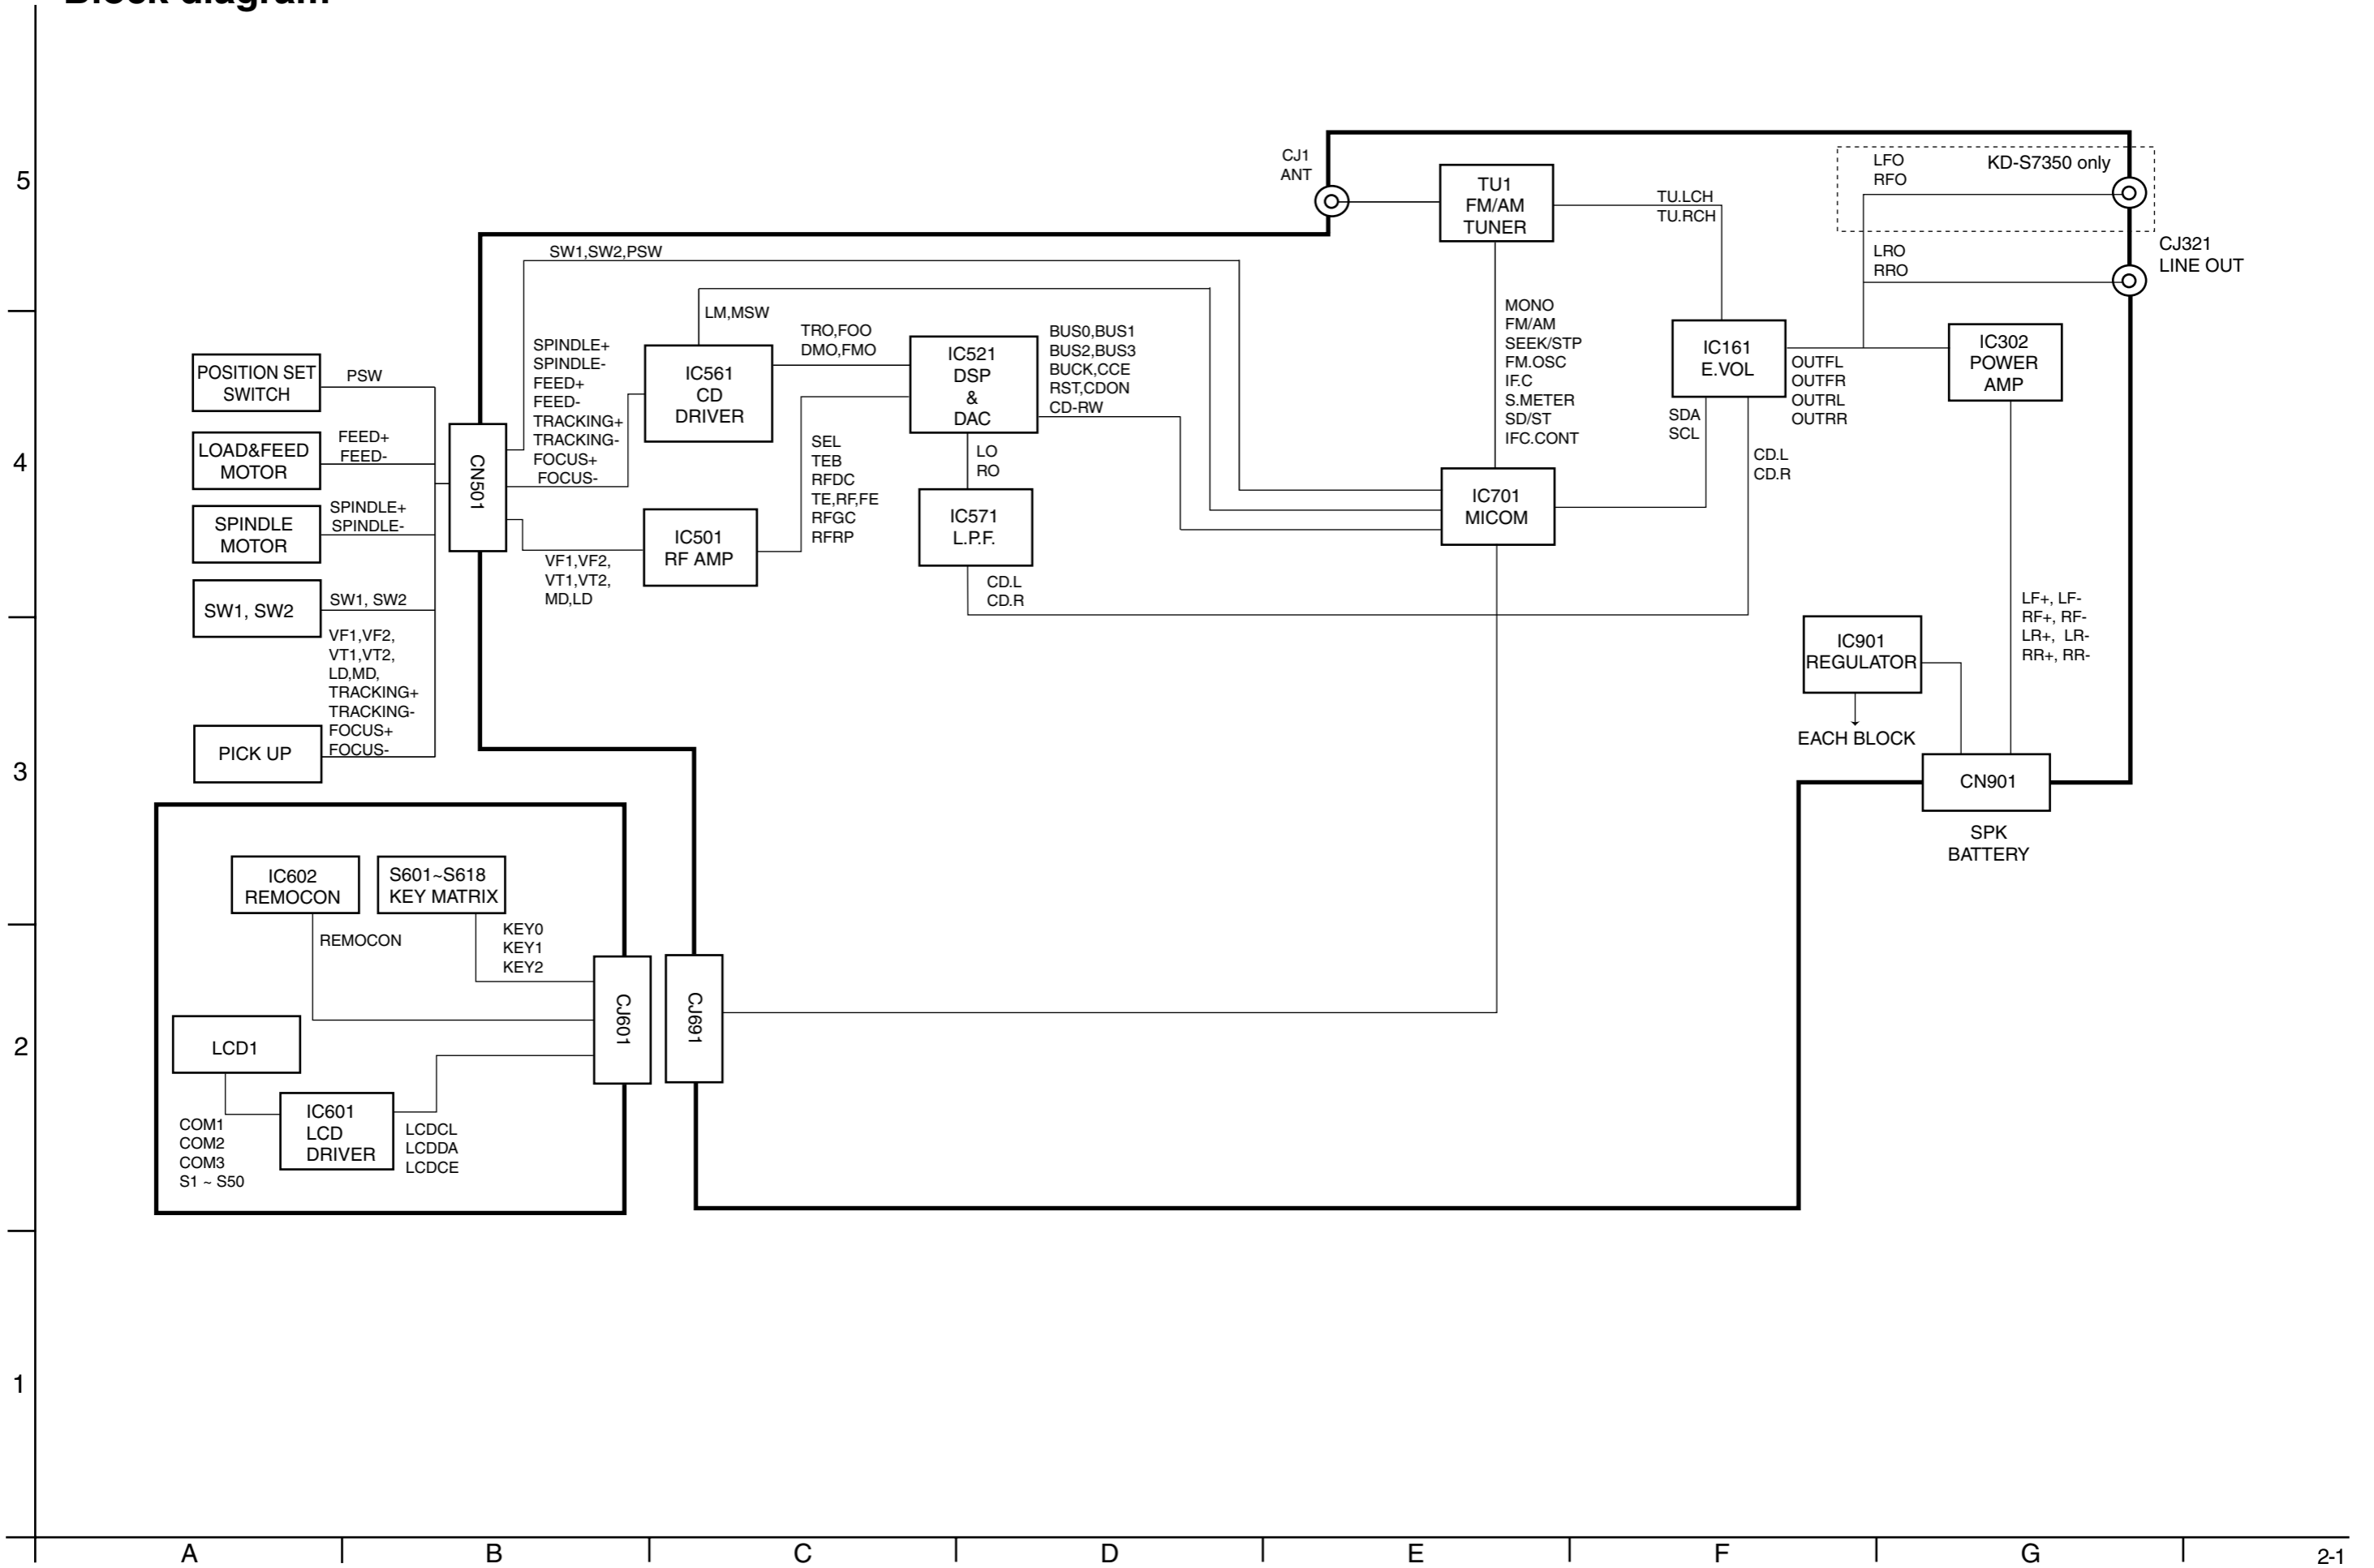 Block diagram
5
4
3
2
1
CJ1
ANT
TU1
FM/AM
TUNER
TU.LCH
TU.RCH
LFO
RFO
KD-S7350 only
LRO
RRO
CJ321
LINE OUT
SW1,SW2,PSW
LM,MSW
TRO,FOO
DMO,FMO
BUS0,BUS1
BUS2,BUS3
BUCK,CCE
RST,CDON
CD-RW
MONO
FM/AM
SEEK/STP
FM.OSC
IF.C
S.METER
SD/ST
IFC.CONT
POSITION SET
SWITCH
PSW
LOAD&FEED
MOTOR
FEED+
FEED-
SPINDLE
MOTOR
SPINDLE+
SPINDLE-
SW1, SW2
SW1, SW2
VF1,VF2,
VT1,VT2,
LD,MD,
TRACKING+
TRACKING-
FOCUS+
FOCUS-
PICK UP
CN501
SPINDLE+
SPINDLE-
FEED+
FEED-
TRACKING+
TRACKING-
FOCUS+
FOCUS-
VF1,VF2,
VT1,VT2,
MD,LD
IC561
CD
DRIVER
IC501
RF AMP
SEL
TEB
RFDC
TE,RF,FE
RFGC
RFRP
IC521
DSP
&
DAC
LO
RO
IC571
L.P.F.
CD.L
CD.R
IC701
MICOM
IC161
E.VOL
SDA
SCL
CD.L
CD.R
OUTFL
OUTFR
OUTRL
OUTRR
IC302
POWER
AMP
LF+, LF-
RF+, RF-
LR+, LR-
RR+, RR-
IC901
REGULATOR
EACH BLOCK
CN901
SPK
BATTERY
IC602
REMOCON
S601~S618
KEY MATRIX
REMOCON
KEY0
KEY1
KEY2
CJ601
CJ691
LCD1
IC601
LCD
DRIVER
COM1
COM2
COM3
S1 ~ S50
LCDCL
LCDDA
LCDCE
A
B
C
D
E
F
G
2-1